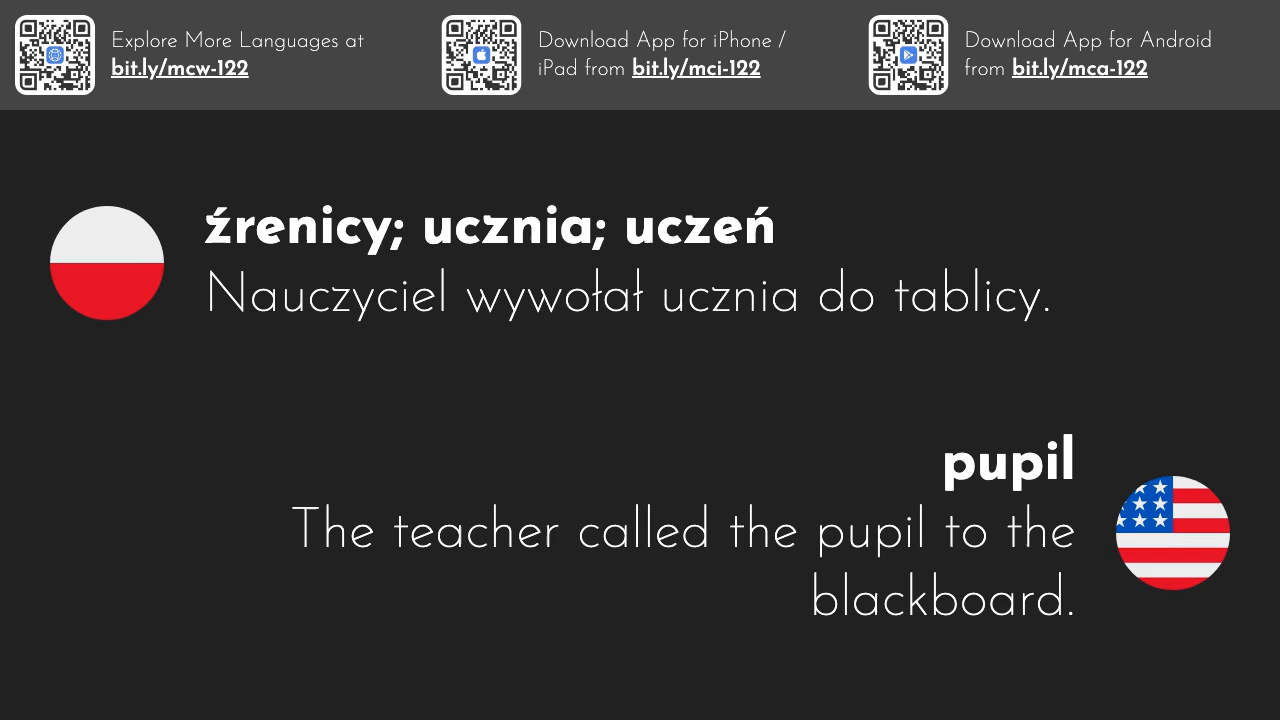 Explore More Languages at
bit.ly/mcw-122
Download App for iPhone /
iPad from bit.ly/mci-122
Download App for Android
from bit.ly/mca-122
źrenicy; ucznia; uczeń
Nauczyciel wywołał ucznia do tablicy.
pupil
The teacher called the pupil to the
blackboard.